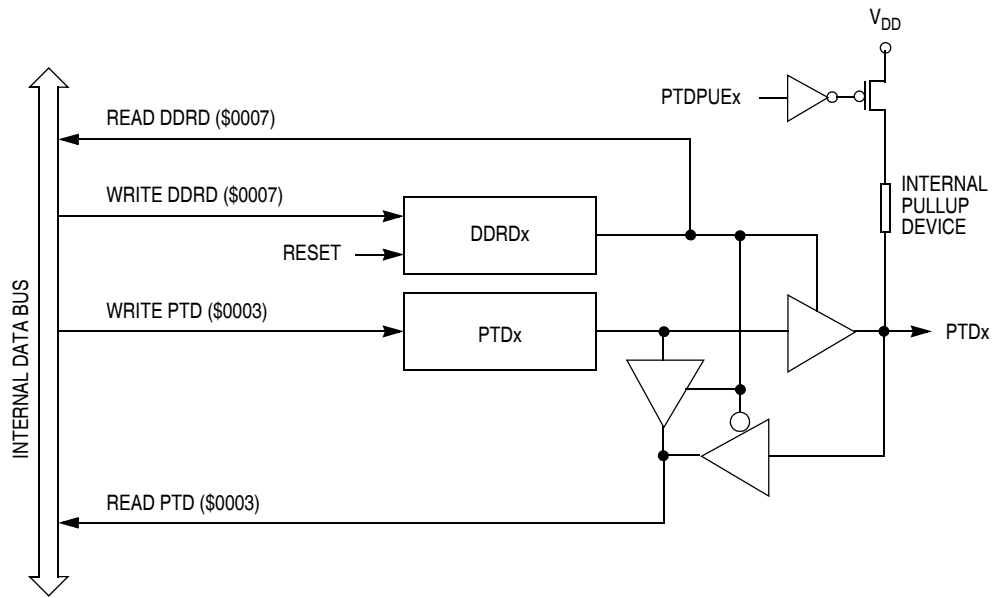 VDD
PTDPUEx
READ DDRD ($0007)
WRITE DDRD ($0007)
INTERNAL
PULLUP
DEVICE
DDRDx
RESET
WRITE PTD ($0003)
PTDx
PTDx
INTERNAL DATA BUS
READ PTD ($0003)